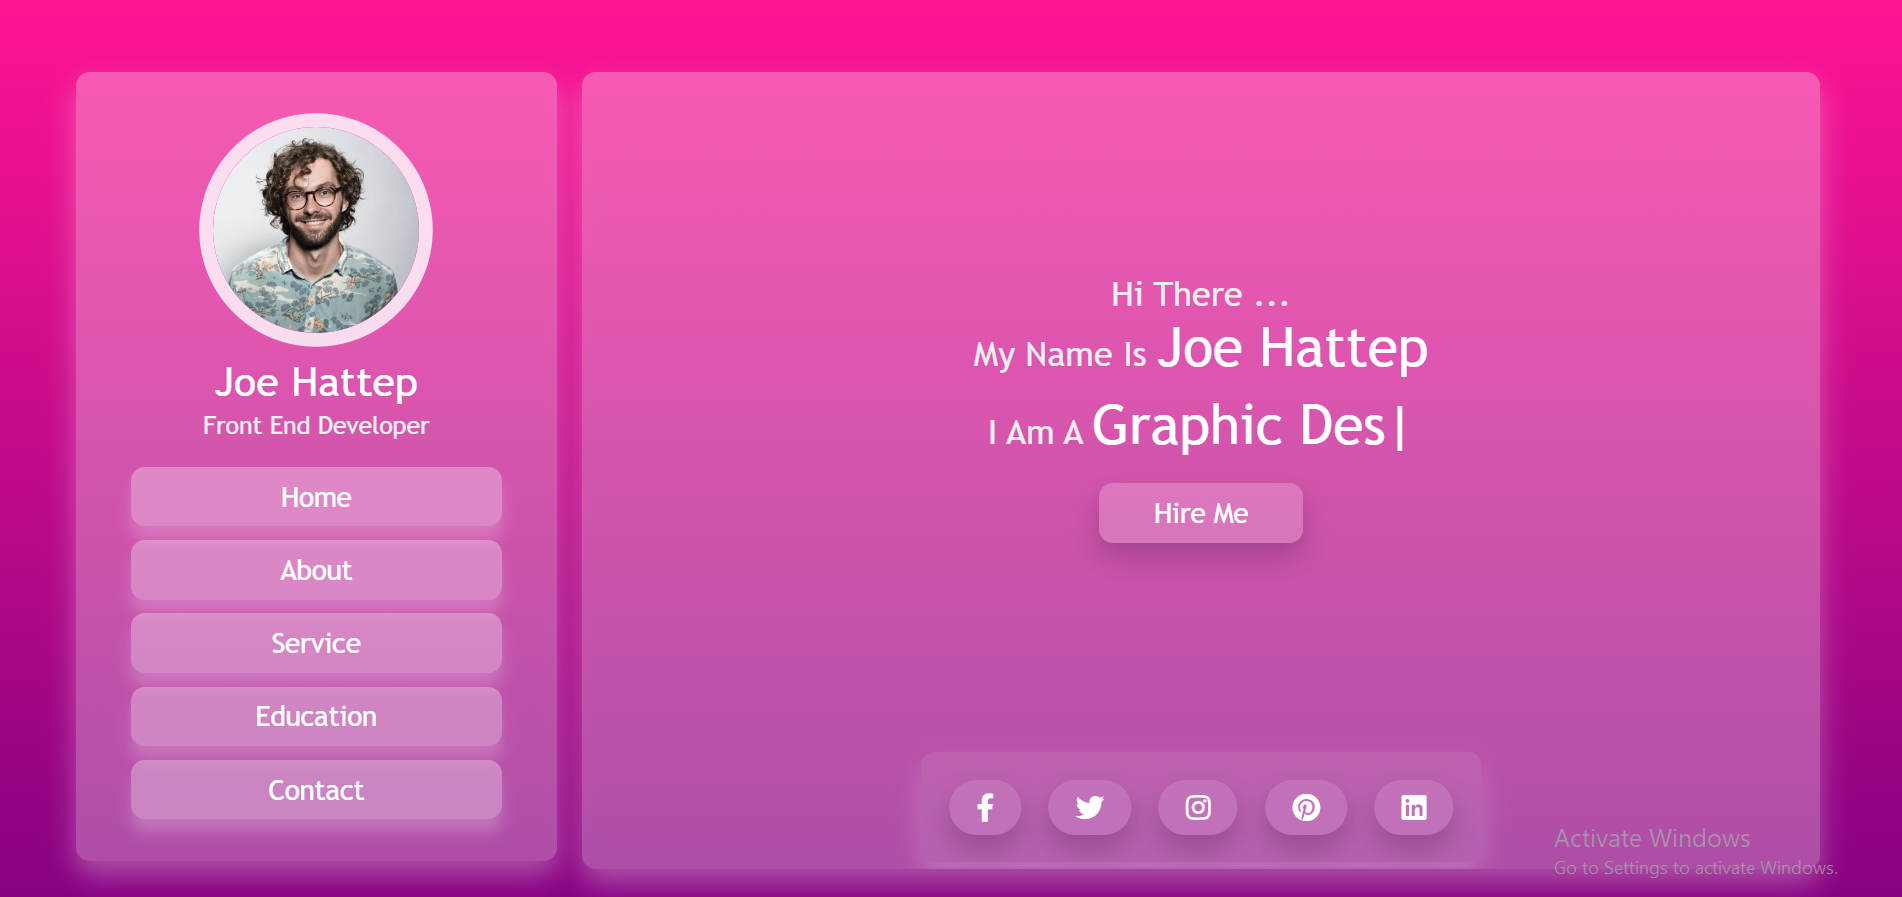 Joe Hattep
Front End Developer
Home
About
Service
Education
Contact
Hi There ...
My Name Is Joe Hattep
I Am A Graphic Des|
Hire Me
Activate Windows
Go to Settings to activate Windows.